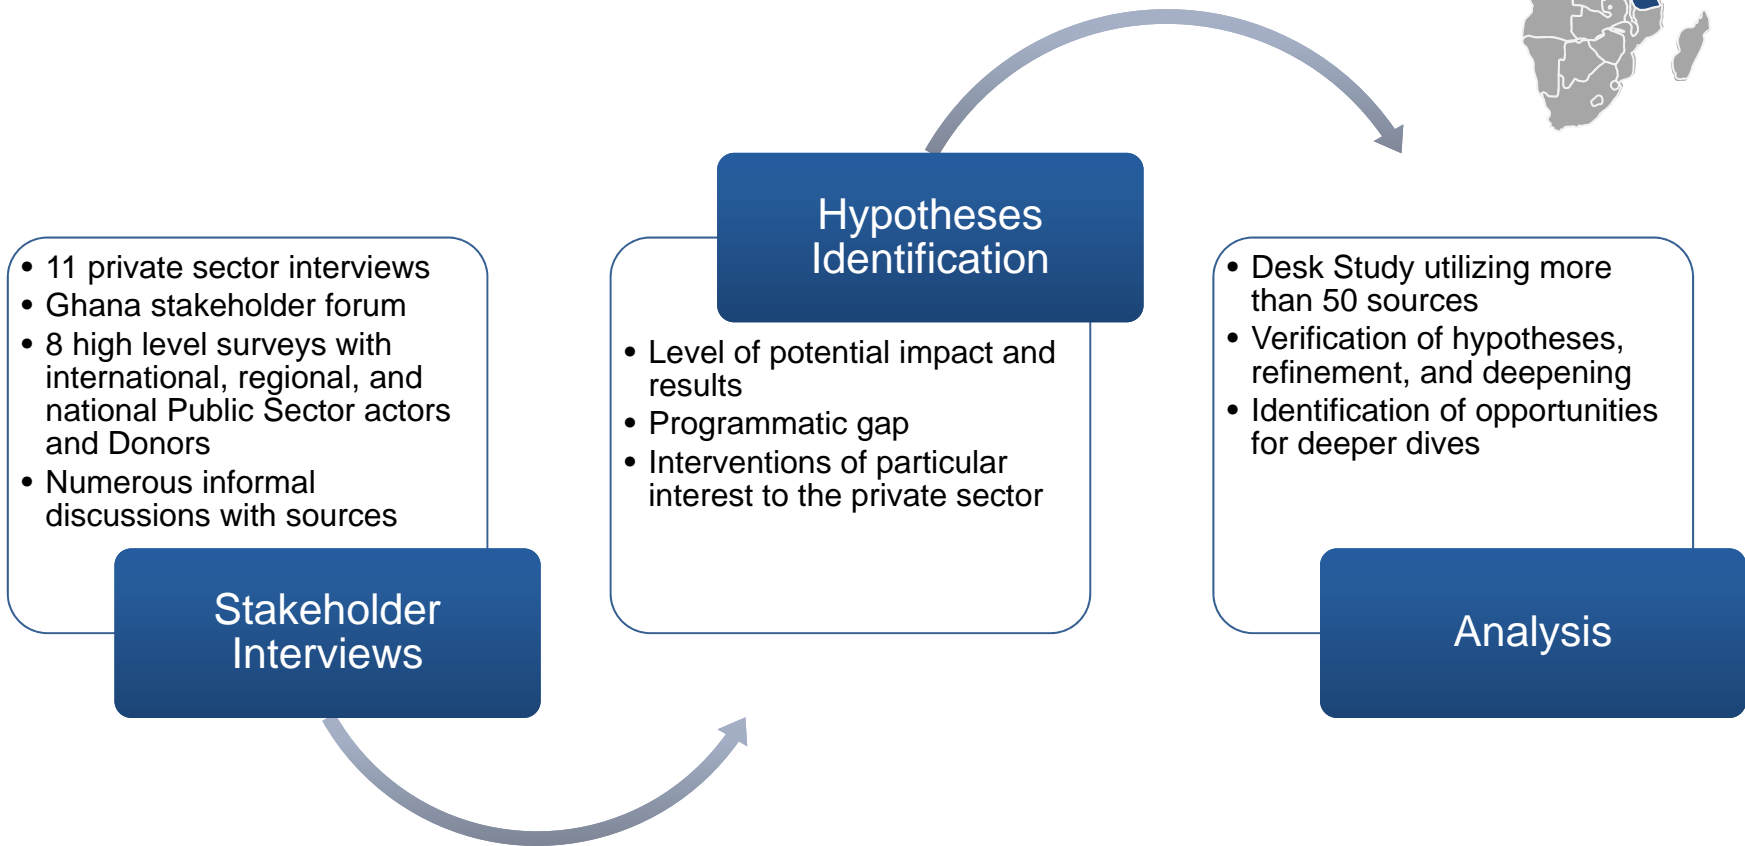 • 11 private sector interviews
• Ghana stakeholder forum
• 8 high level surveys with
international, regional, and
national Public Sector actors
and Donors
• Numerous informal
discussions with sources
Stakeholder
Interviews
Hypotheses
Identification
• Level of potential impact and
results
• Programmatic gap
• Interventions of particular
interest to the private sector
• Desk Study utilizing more
than 50 sources
• Verification of hypotheses,
refinement, and deepening
• Identification of opportunities
for deeper dives
Analysis